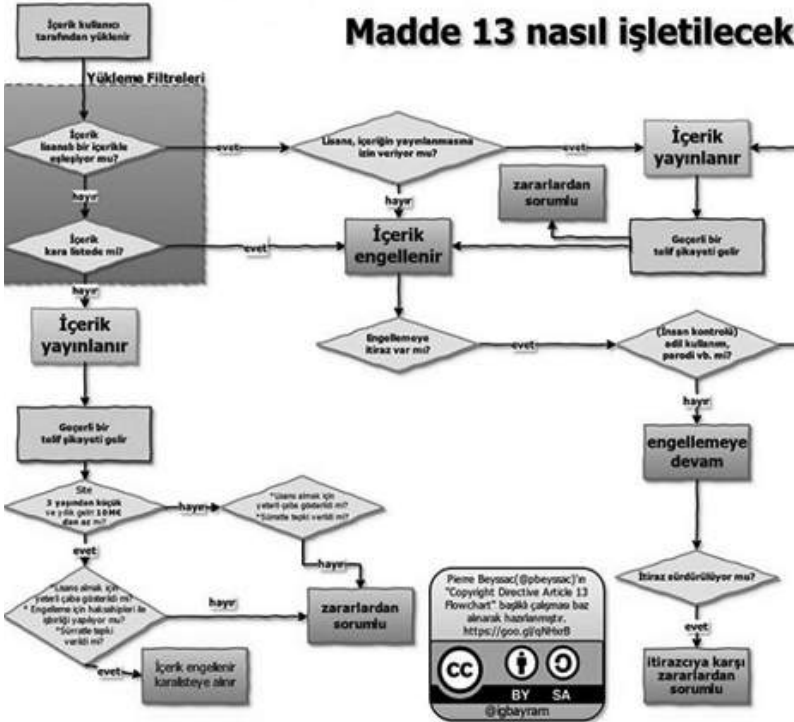 Madde 13 nasıl işletilecek
İçerik kullanıcı
tarafından yüklenir
Yükleme Filtreleri
İçerik
lisanslı bir içerikle
eşleşiyor mu?
evet
Lisans, içeriğin yayınlanmasına
izin veriyor mu?
evet
İçerik
yayınlanır
hayır
hayır
zararlardan
sorumlu
İçerik
kara listede mi?
evet
İçerik
engellenir
Geçerli bir
telif şikayeti gelir
hayır
İçerik
yayınlanır
Engellemeye
itiraz var mı?
evet
(İnsan kontrolü)
adil kullanım,
parodi vb. mi?
hayır
Geçerli bir
telif şikayeti gelir
engellemeye
devam
Site
3 yaşından küçük
ve yıllık geliri 10M€
dan az mı?
hayır
*Lisans almak için
yeterli çaba gösterildi mi?
*Süratle tepki verildi mi?
evet
hayır
*Lisans almak için
yeterli çaba gösterildi mi?
* Engelleme için haksahipleri ile
işbirliği yapılıyor mu?
*Süratle tepki
verildi mi?
hayır
zararlardan
sorumlu
evet
İçerik engellenir
karalisteye alınır
Pierre Beyssac(@pbeyssac)'in
"Copyright Directive Article 13
Flowchart" başlıklı çalışması baz
alınarak hazırlanmıştır.
https://goo.gl/qNHxrB
cc
BY SA
@igbayram
İtiraz sürdürülüyor mu?
evet
itirazcıya karşı
zararlardan
sorumlu